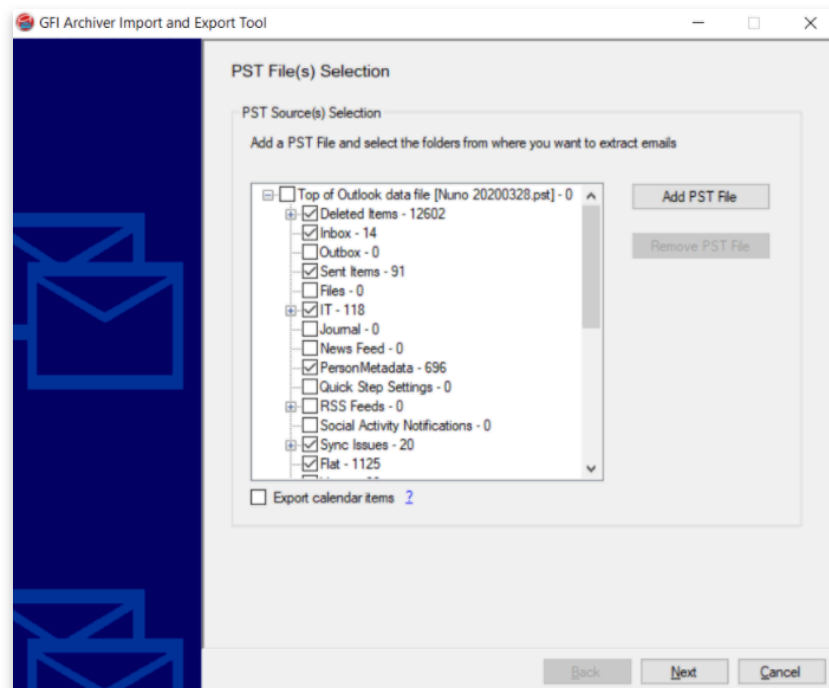 GFI Archiver Import and Export Tool
PST File(s) Selection
PST Source(s) Selection
Add a PST File and select the folders from where you want to extract emails
Top of Outlook data file [Nuno 20200328.pst] - 0
Deleted Items - 12602
Inbox - 14
Outbox - 0
Sent Items - 91
Files - 0
IT - 118
Journal - 0
News Feed - 0
PersonMetadata - 696
Quick Step Settings - 0
RSS Feeds - 0
Social Activity Notifications - 0
Sync Issues - 20
Flat - 1125
Add PST File
Remove PST File
Export calendar items ?
Back
Next
Cancel